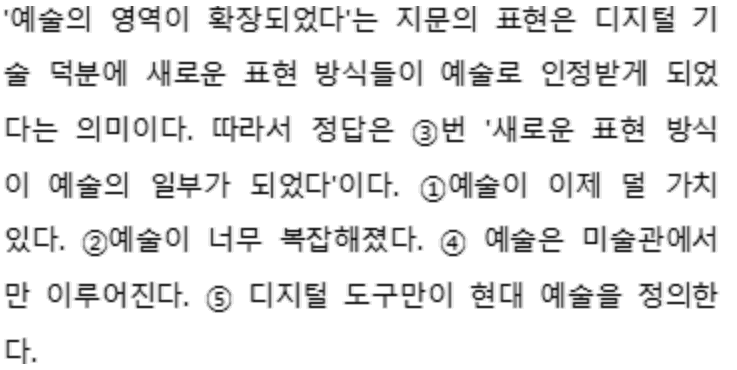 '예술의 영역이 확장되었다'는 지문의 표현은 디지털 기
술 덕분에 새로운 표현 방식들이 예술로 인정받게 되었
다는 의미이다. 따라서 정답은 ③번 '새로운 표현 방식
이 예술의 일부가 되었다'이다. ①예술이 이제 덜 가치
있다. ②예술이 너무 복잡해졌다. ④ 예술은 미술관에서
만 이루어진다. ⑤ 디지털 도구만이 현대 예술을 정의한
다.